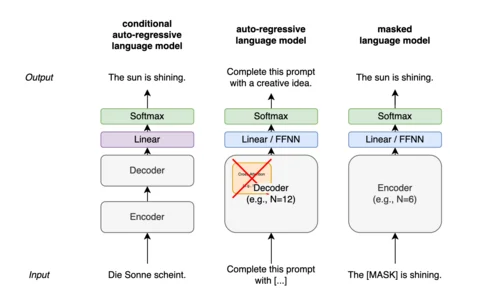 conditional
auto-regressive
language model
auto-regressive
language model
masked
language model
Output
The sun is shining.
Complete this prompt
with a creative idea.
The sun is shining.
Softmax
Softmax
Softmax
Linear
Linear / FFNN
Linear / FFNN
Decoder
Encoder
Decoder
(e.g., N=12)
Encoder
(e.g., N=6)
Input
Die Sonne scheint.
Complete this prompt
with [...]
The [MASK] is shining.